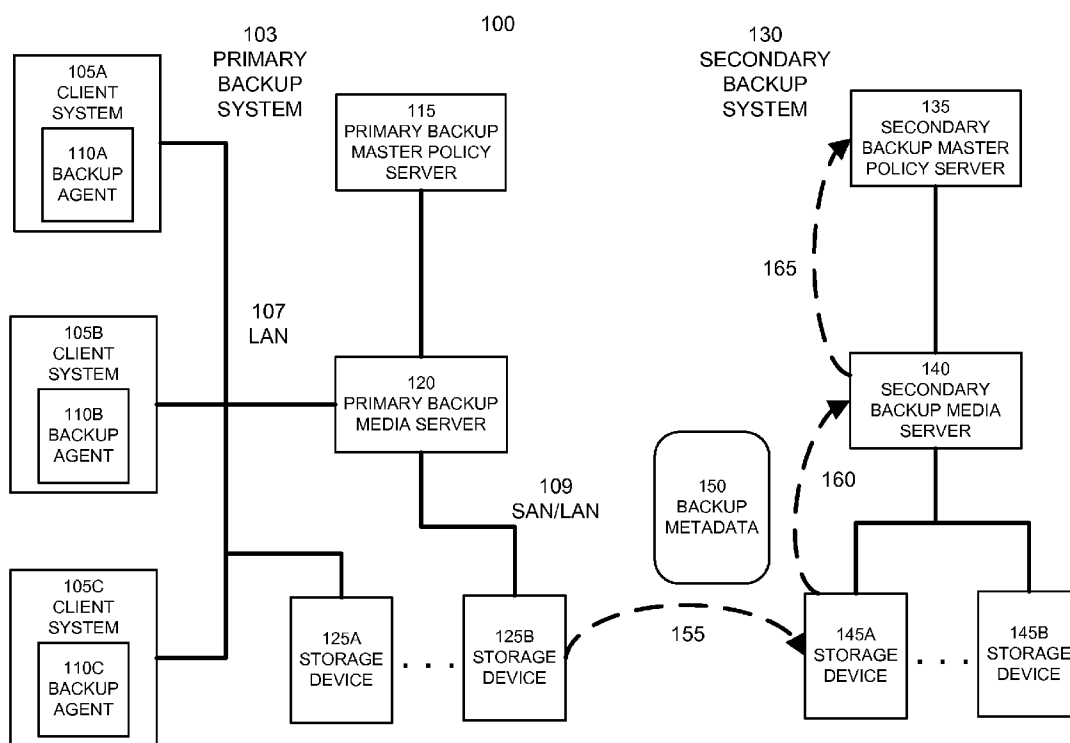 100
103
PRIMARY
BACKUP
SYSTEM
130
SECONDARY
BACKUP
SYSTEM
105A
CLIENT
SYSTEM
110A
BACKUP
AGENT
115
PRIMARY BACKUP
MASTER POLICY
SERVER
135
SECONDARY
BACKUP MASTER
POLICY SERVER
165
107
LAN
105B
CLIENT
SYSTEM
110B
BACKUP
AGENT
120
PRIMARY BACKUP
MEDIA SERVER
140
SECONDARY
BACKUP MEDIA
SERVER
109
SAN/LAN
150
BACKUP
METADATA
160
105C
CLIENT
SYSTEM
110C
BACKUP
AGENT
125A
STORAGE
DEVICE
. . . .
125B
STORAGE
DEVICE
155
145A
STORAGE
DEVICE
. . . .
145B
STORAGE
DEVICE